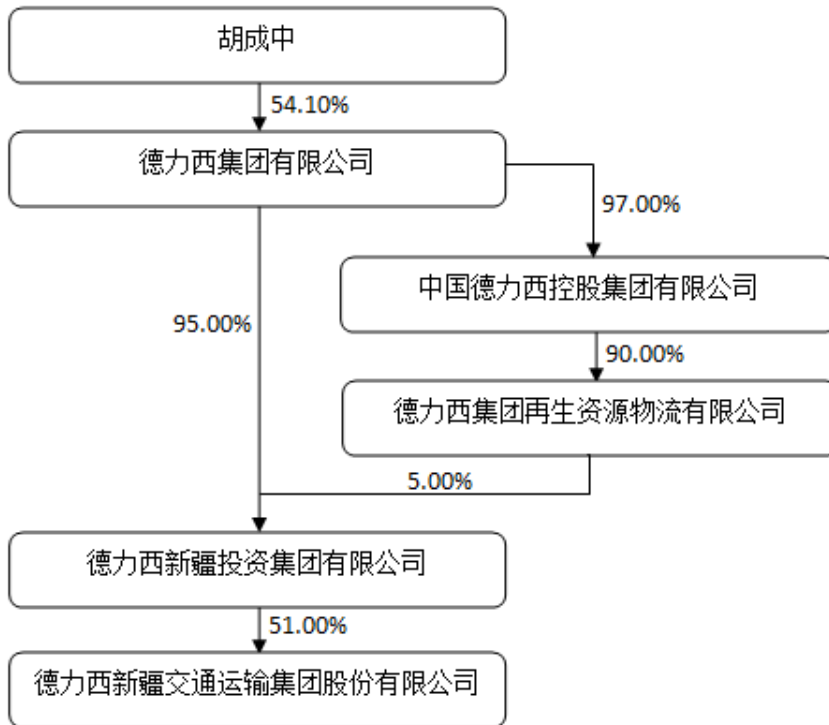 胡成中
54.10%
德力西集团有限公司
97.00%
中国德力西控股集团有限公司
95.00%
90.00%
德力西集团再生资源物流有限公司
5.00%
德力西新疆投资集团有限公司
51.00%
德力西新疆交通运输集团股份有限公司